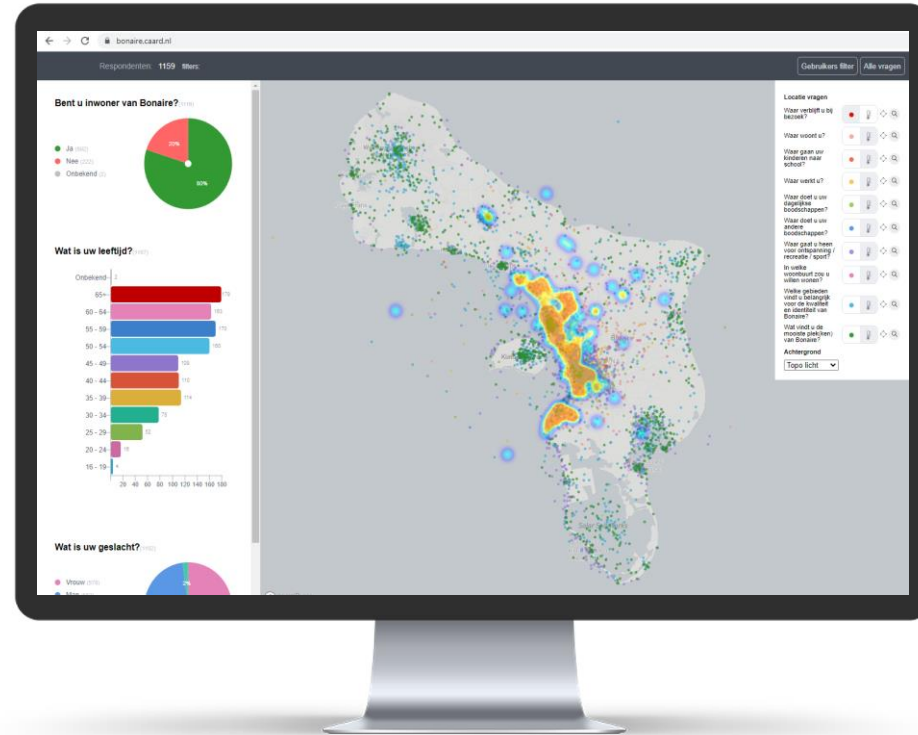 bonaire.caard.nl
Respondenten: 1159 filters:
Gebruikers filter
Alle vragen
Bent u inwoner van Bonaire?
Ja
Nee
Onbekend
20%
80%
Wat is uw leeftijd?
Onbekend
65+
60 - 64
55 - 59
50 - 54
45 - 49
40 - 44
35 - 39
30 - 34
25 - 29
20 - 24
16 - 19
20 40 60 80 100 120 140 160 180
Wat is uw geslacht?
Vrouw
Man
Locatie vragen
Waar verblijft u bij
bezoek?
Waar woont u?
Waar gaan uw
kinderen naar
school?
Waar werkt u?
Waar doet u uw
dagelijkse
boodschappen?
Waar doet u uw
andere
boodschappen?
Waar gaat u heen
voor ontspanning /
recreatie / sport?
In welke
woonbuurt zou u
willen wonen?
Welke gebieden
vindt u belangrijk
voor de kwaliteit
en identiteit van
Bonaire?
Wat vindt u de
mooiste plek(ken)
van Bonaire?
Achtergrond
Topo licht